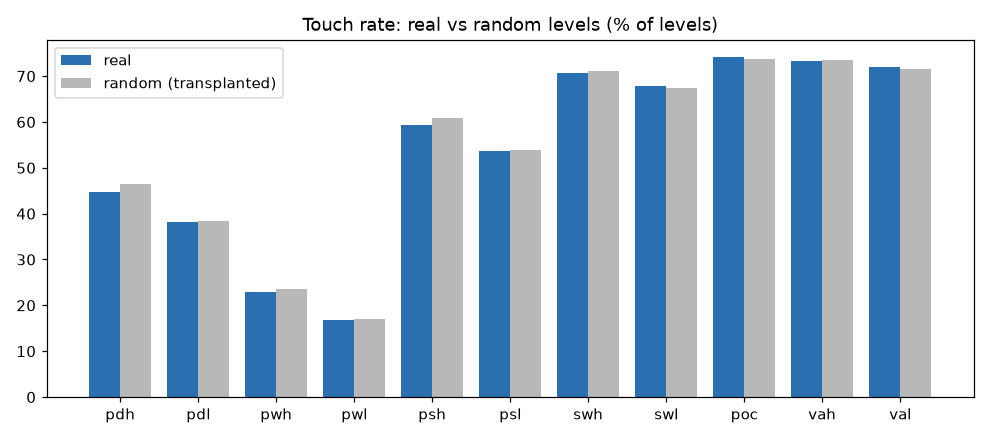 Touch rate: real vs random levels (% of levels)
real
random (transplanted)
70
60
50
40
30
20
10
0
pdh pdl pwh pwl psh psl swh swl poc vah val